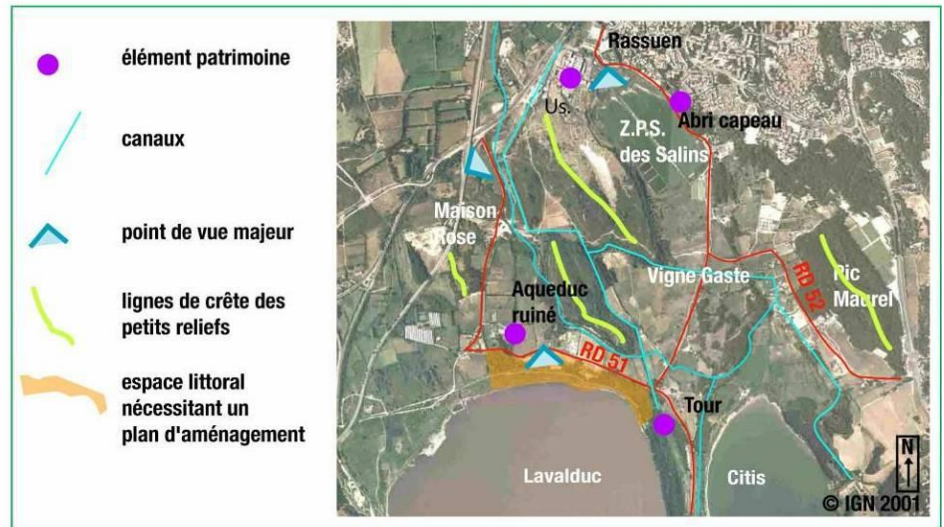 élément patrimoine
canaux
point de vue majeur
lignes de crête des
petits reliefs
espace littoral
nécessitant un
plan d'aménagement
Rassuen
Us.
Abri capeau
Z.P.S.
des Salins
Maison
Rose
Vigne Gaste
RD 52
Pic
Maurel
Aqueduc
ruiné
RD 51
Tour
Lavalduc
Citis
N
© IGN 2001